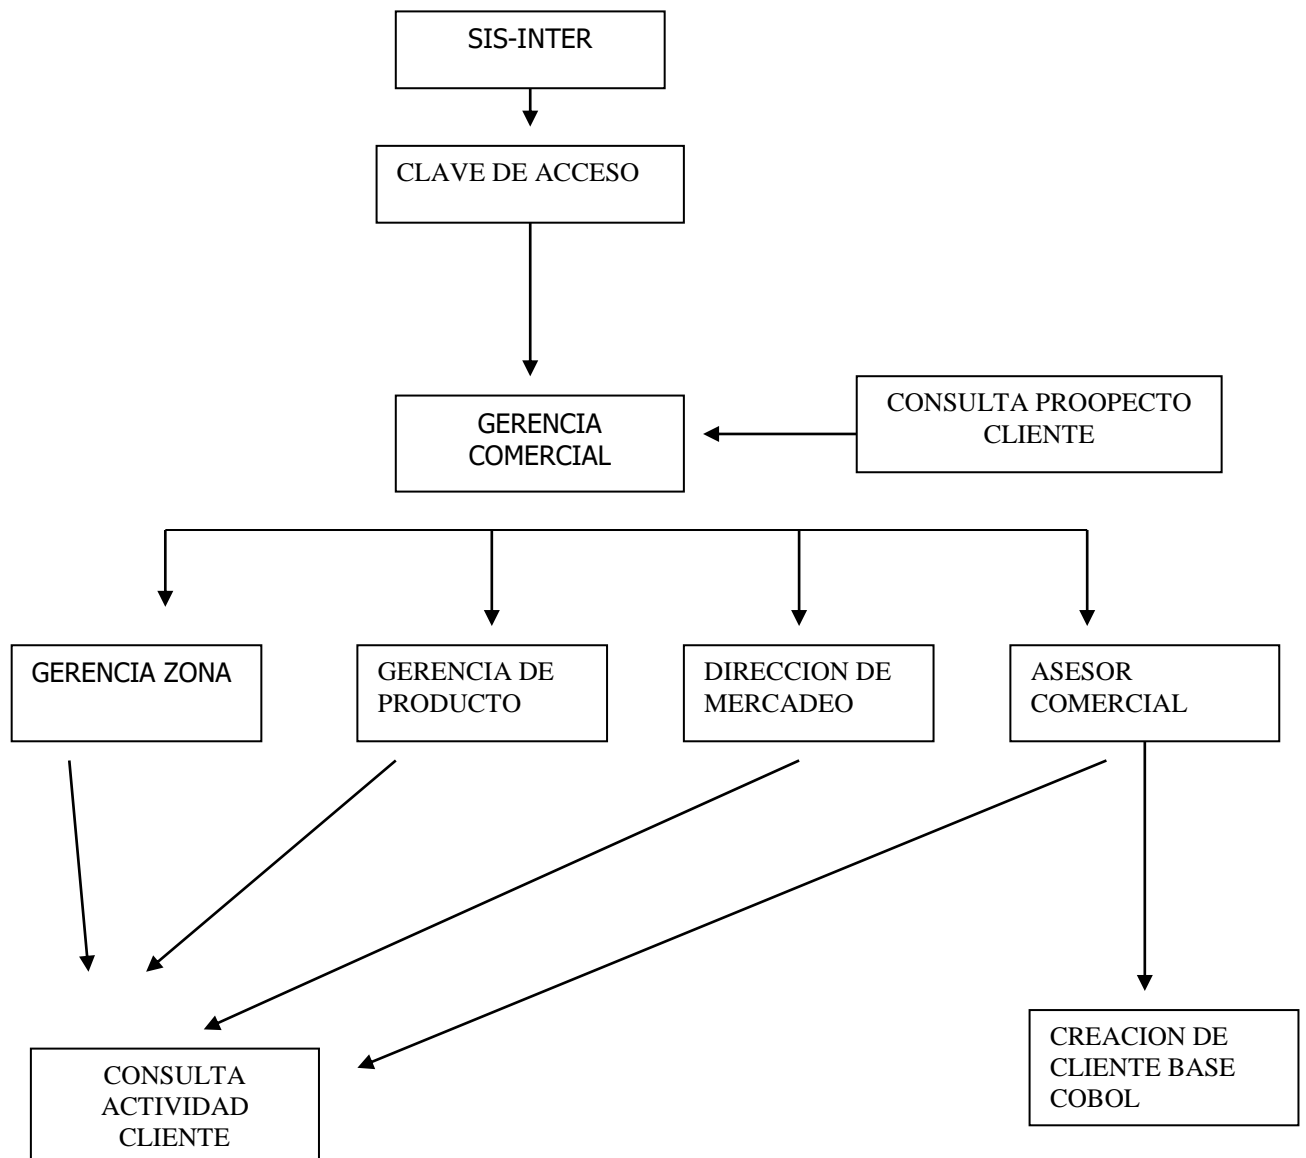 SIS-INTER
CLAVE DE ACCESO
GERENCIA
COMERCIAL
CONSULTA PROOPECTO
CLIENTE
GERENCIA ZONA
GERENCIA DE
PRODUCTO
DIRECCION DE
MERCADEO
ASESOR
COMERCIAL
CONSULTA
ACTIVIDAD
CLIENTE
CREACION DE
CLIENTE BASE
COBOL